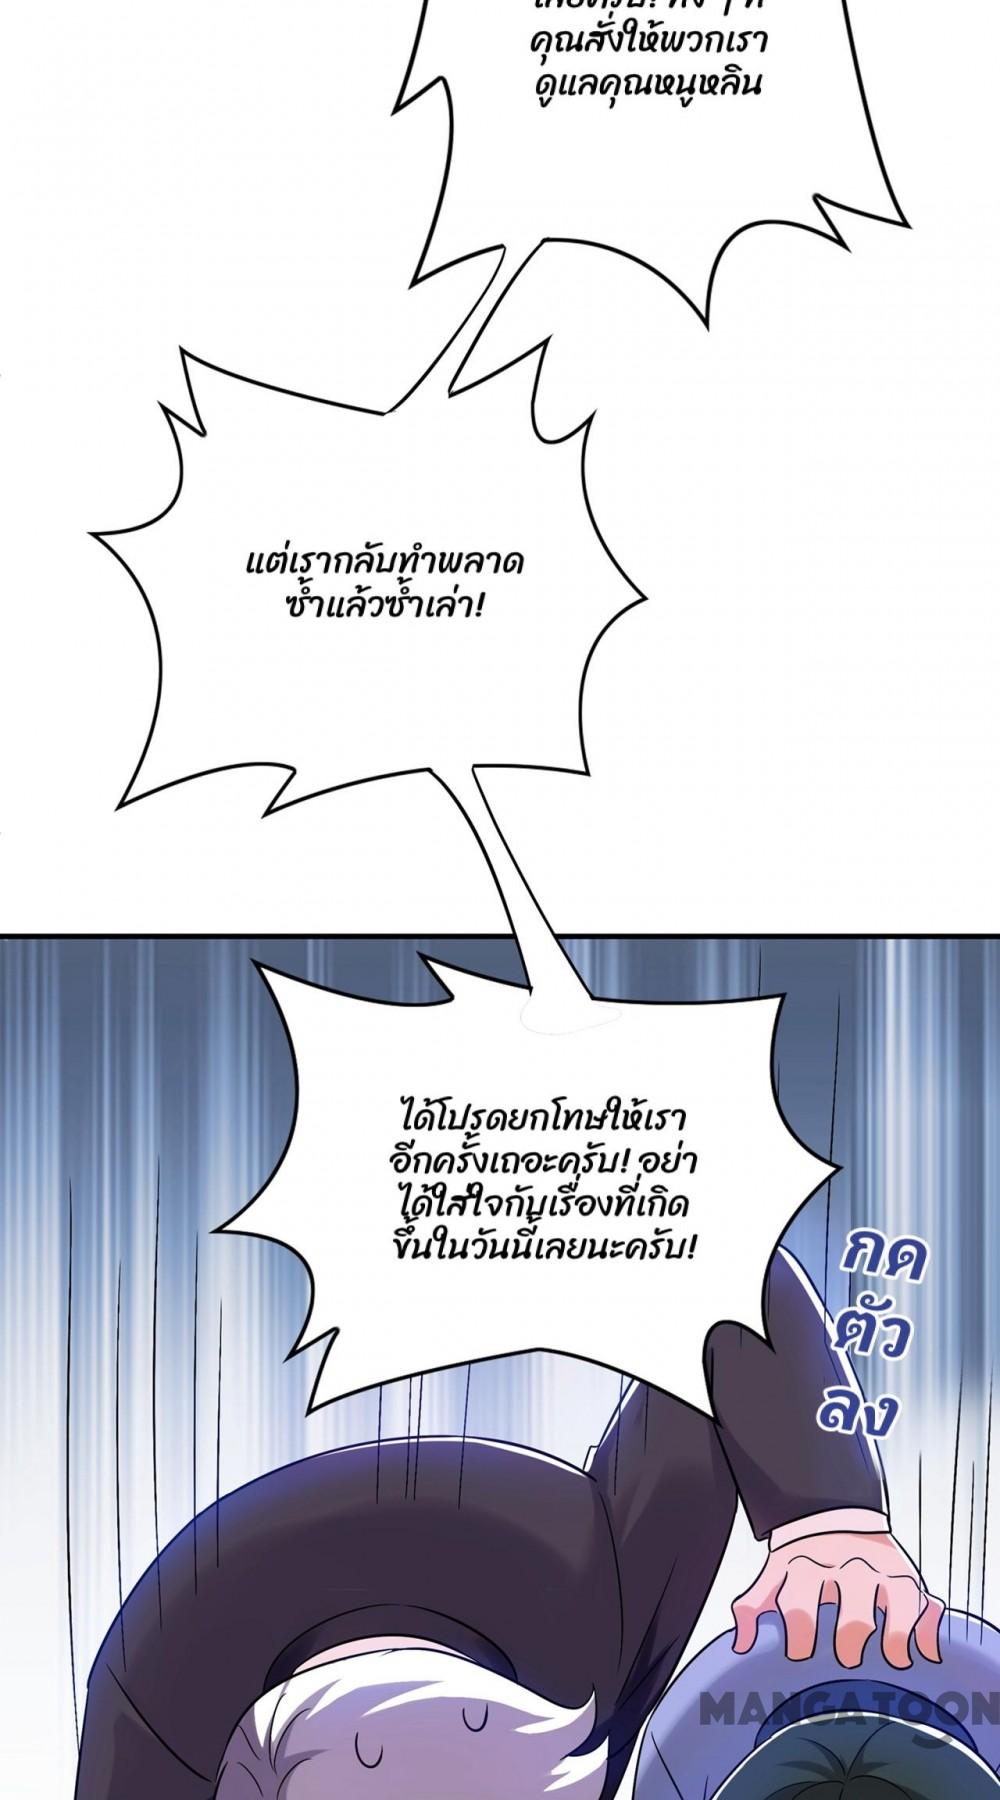 คุณสั่งให้พวกเรา
ดูแลคุณหนูหลิน
แต่เรากลับทำพลาด
ซ้ำแล้วซ้ำเล่า!
ได้โปรดยกโทษให้เรา
อีกครั้งเถอะครับ! อย่า
ได้ใส่ใจกับเรื่องที่เกิด
ขึ้นในวันนี้เลยนะครับ!
กด
ตัว
ลง
MANGATOON